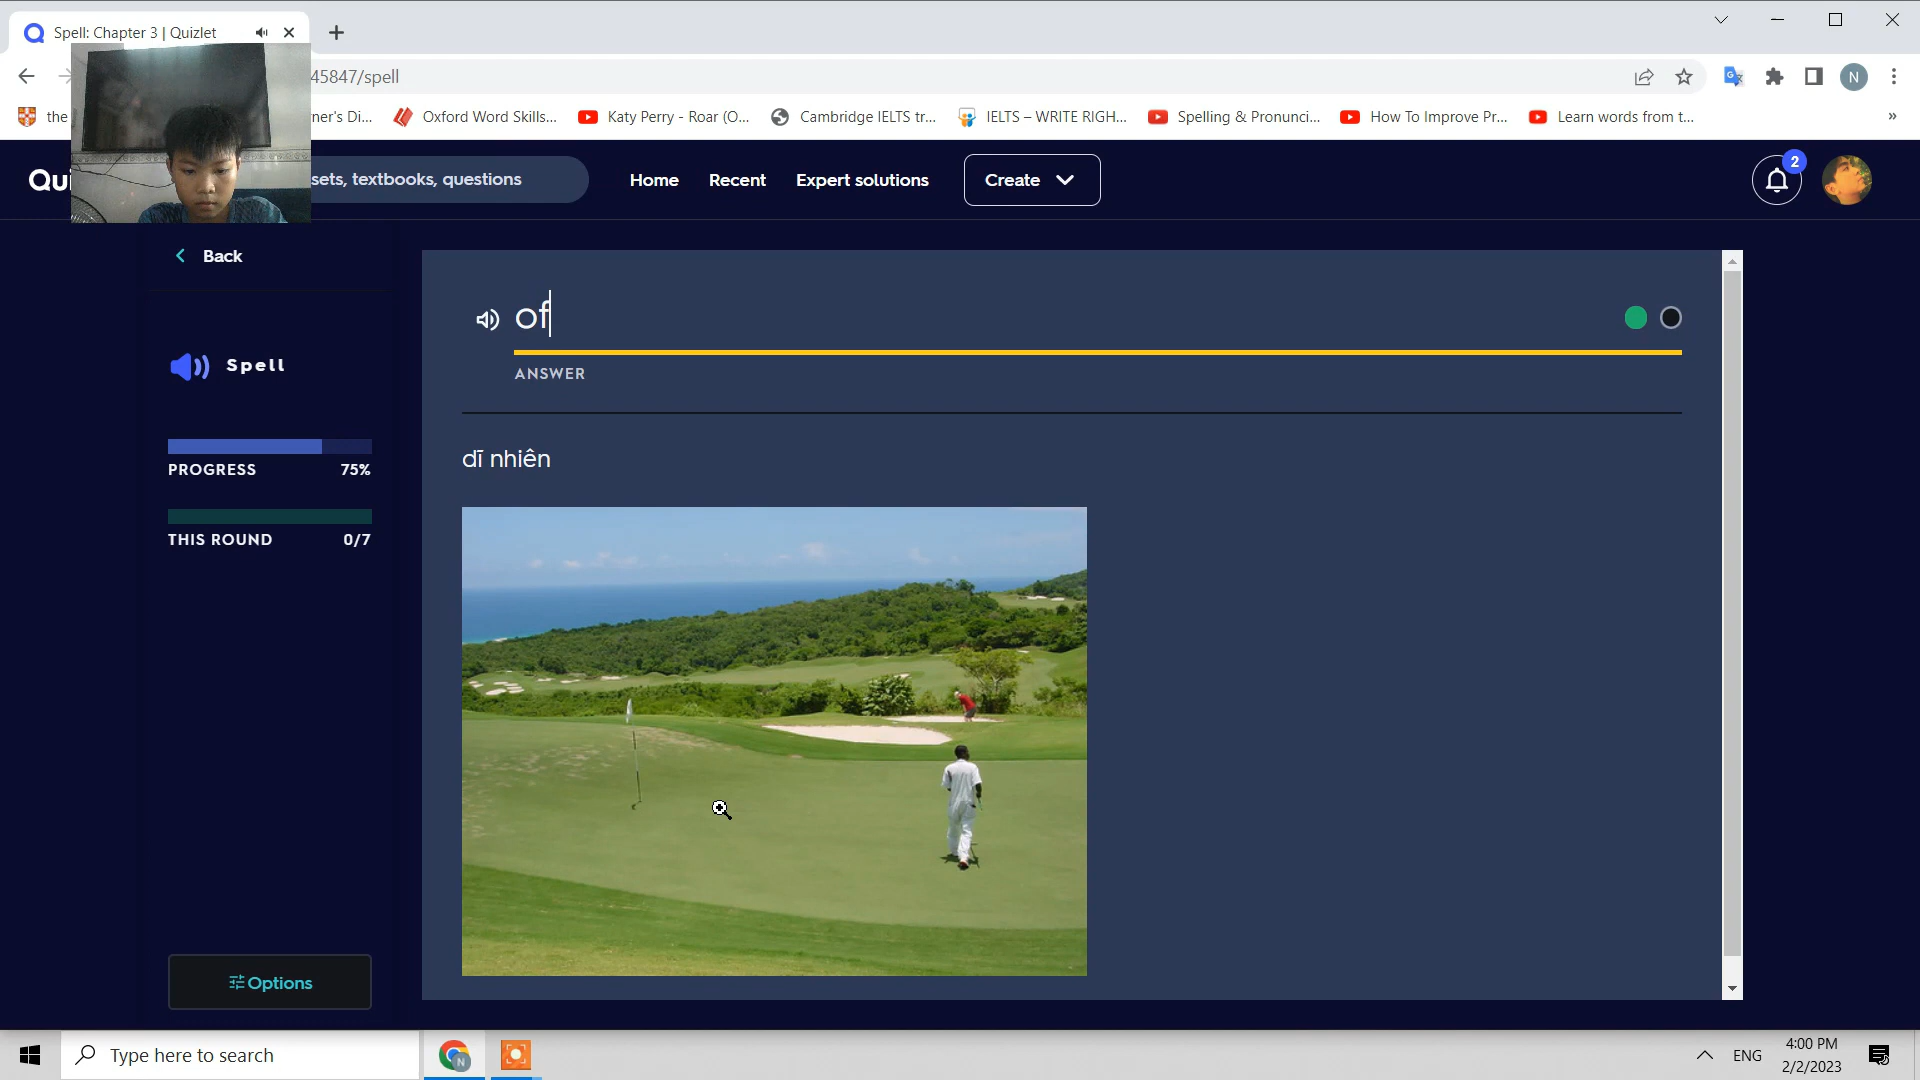 Spell: Chapter 3 | Quizlet
45847/spell
N
the
ner's Di...
Oxford Word Skills...
Katy Perry - Roar (O...
Cambridge IELTS tr...
IELTS – WRITE RIGH...
Spelling & Pronunci...
How To Improve Pr...
Learn words from t...
»
Qui
sets, textbooks, questions
Home
Recent
Expert solutions
Create
2
Back
of
ANSWER
Spell
PROGRESS 75%
THIS ROUND 0/7
dĩ nhiên
Options
Type here to search
N
ENG
4:00 PM
2/2/2023